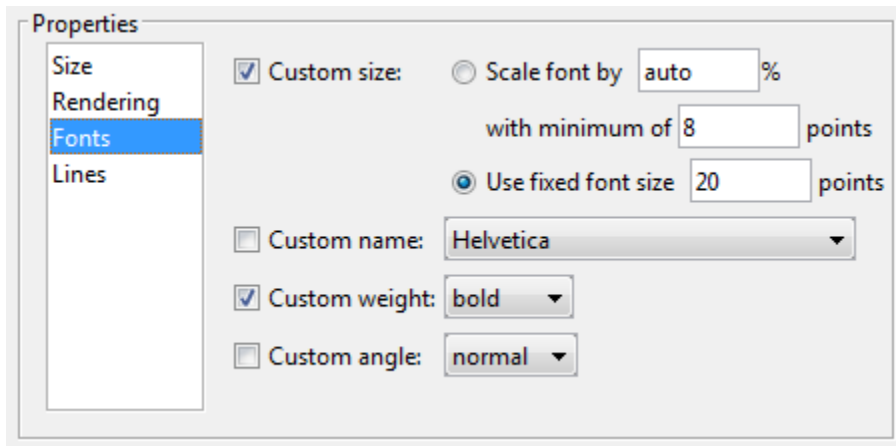 Properties
Size
Rendering
Fonts
Lines
Custom size:
Scale font by auto %
with minimum of 8 points
Use fixed font size 20 points
Custom name: Helvetica
Custom weight: bold
Custom angle: normal